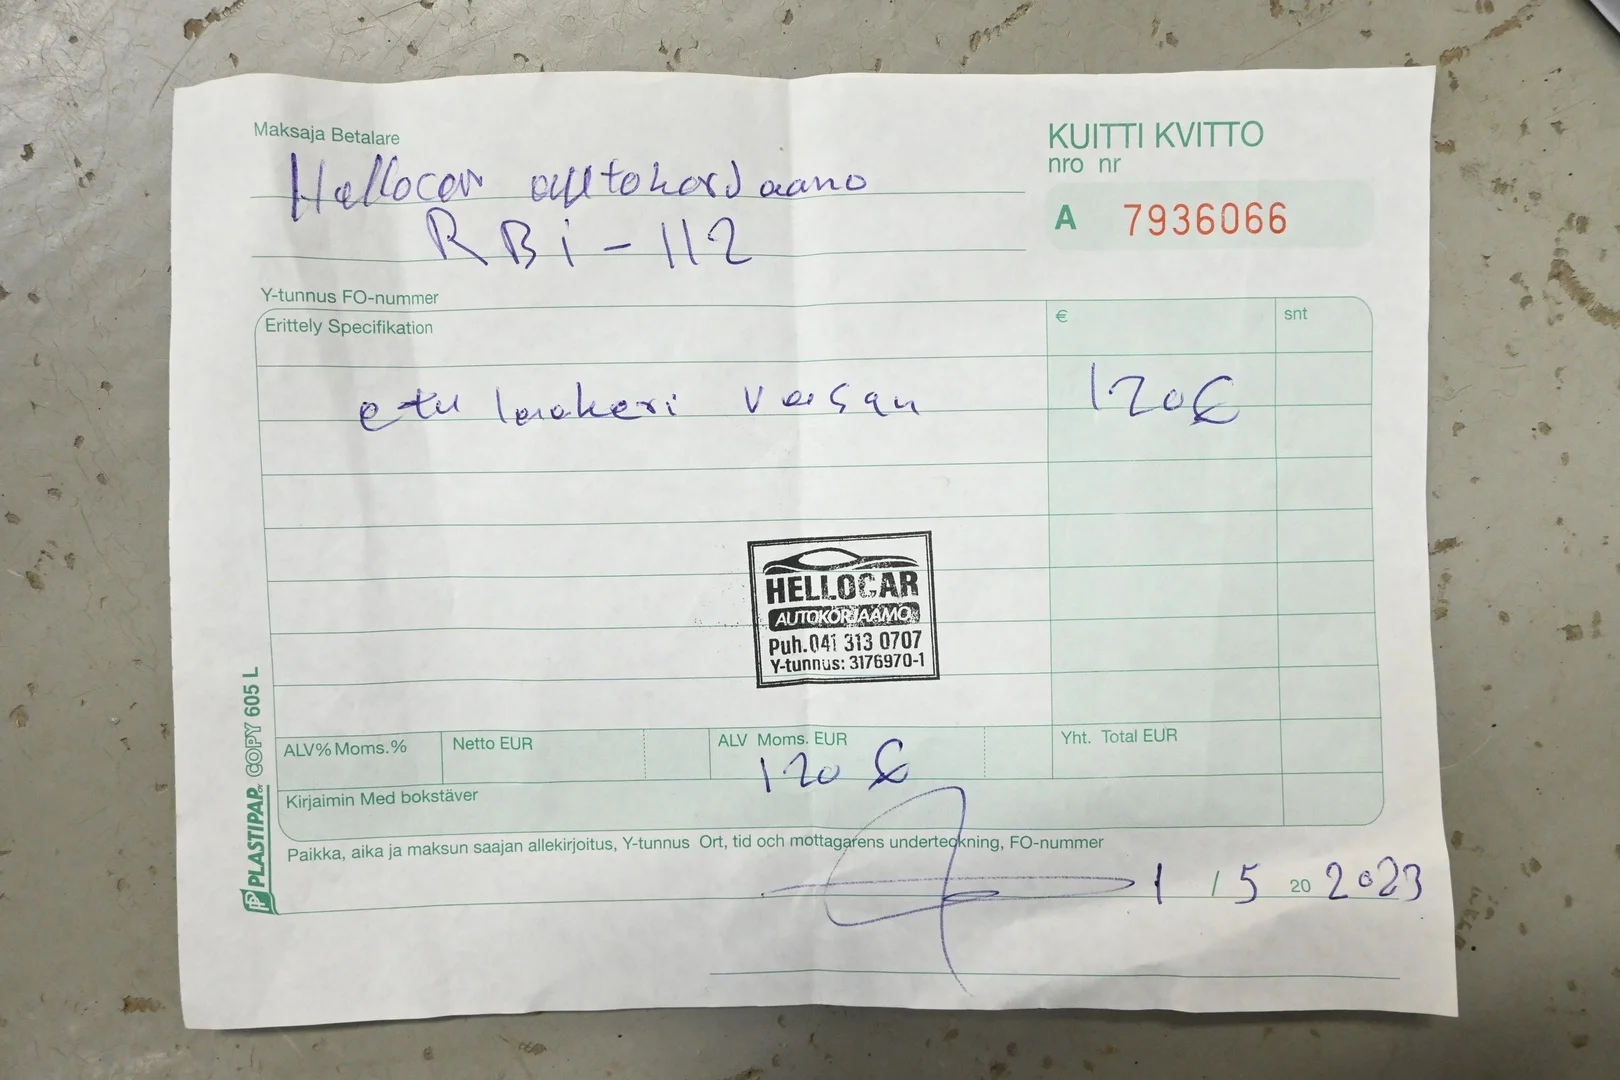 Maksaja Betalare
Hellocar autokorjaamo
RBi-112
KUITTI KVITTO
nro nr
A 7936066
Y-tunnus FO-nummer
Erittely Specifikation € snt
etu laakeri vasan 120€
HELLOCAR
AUTOKORJAAMO
Puh.041 313 0707
Y-tunnus: 3176970-1
ALV% Moms.% Netto EUR ALV Moms. EUR Yht. Total EUR
120 €
Kirjaimin Med bokstäver
Paikka, aika ja maksun saajan allekirjoitus, Y-tunnus Ort, tid och mottagarens underteckning, FO-nummer
1 / 5 20 2023
PLASTIPAP COPY 605 L